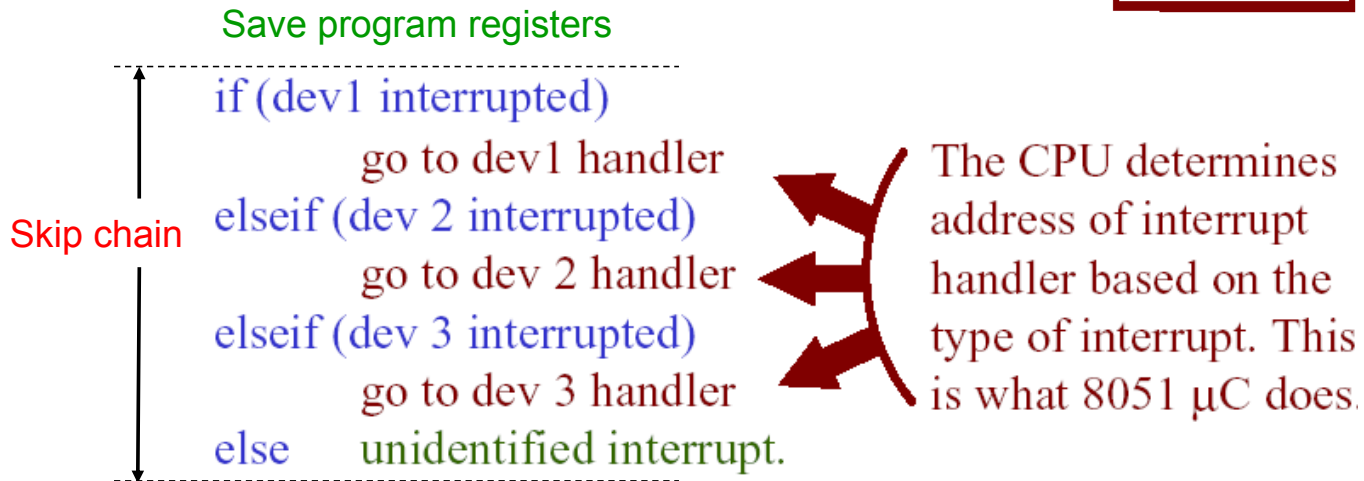 Save program registers
if (dev1 interrupted)
go to dev1 handler
elseif (dev 2 interrupted)
go to dev 2 handler
elseif (dev 3 interrupted)
go to dev 3 handler
else unidentified interrupt.
Skip chain
The CPU determines
address of interrupt
handler based on the
type of interrupt. This
is what 8051 µC does.